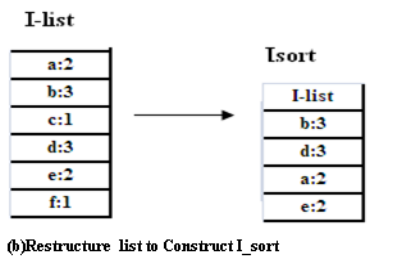 I-list
a:2
b:3
c:1
d:3
e:2
f:1
Isort
I-list
b:3
d:3
a:2
e:2
(b)Restructure list to Construct I_sort